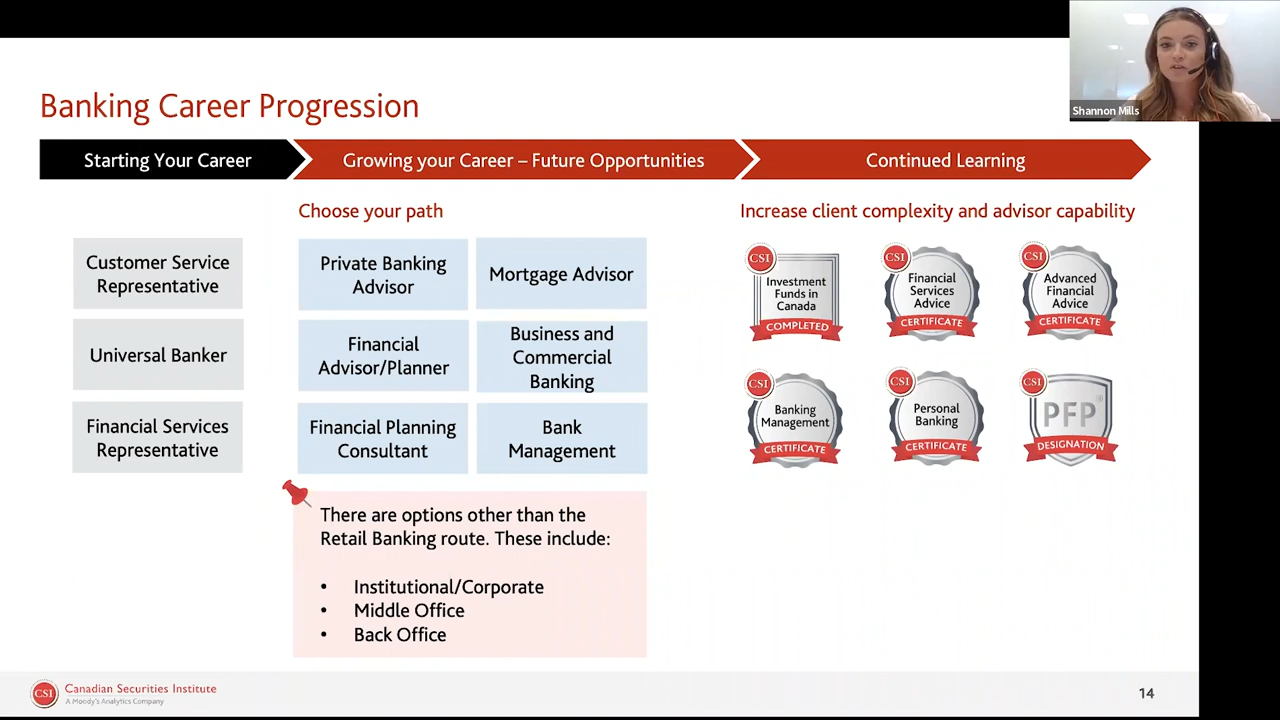 Shannon Mills
Banking Career Progression
Starting Your Career
Growing your Career – Future Opportunities
Continued Learning
Choose your path
Increase client complexity and advisor capability
Customer Service
Representative
Universal Banker
Financial Services
Representative
Private Banking
Advisor
Mortgage Advisor
Financial
Advisor/Planner
Business and
Commercial
Banking
Financial Planning
Consultant
Bank
Management
CSI
Investment
Funds in
Canada
COMPLETED
CSI
Financial
Services
Advice
CERTIFICATE
CSI
Advanced
Financial
Advice
CERTIFICATE
CSI
Banking
Management
CERTIFICATE
CSI
Personal
Banking
CERTIFICATE
CSI
PFP®
DESIGNATION
There are options other than the
Retail Banking route. These include:
• Institutional/Corporate
• Middle Office
• Back Office
CSI
Canadian Securities Institute
A Moody's Analytics Company
14